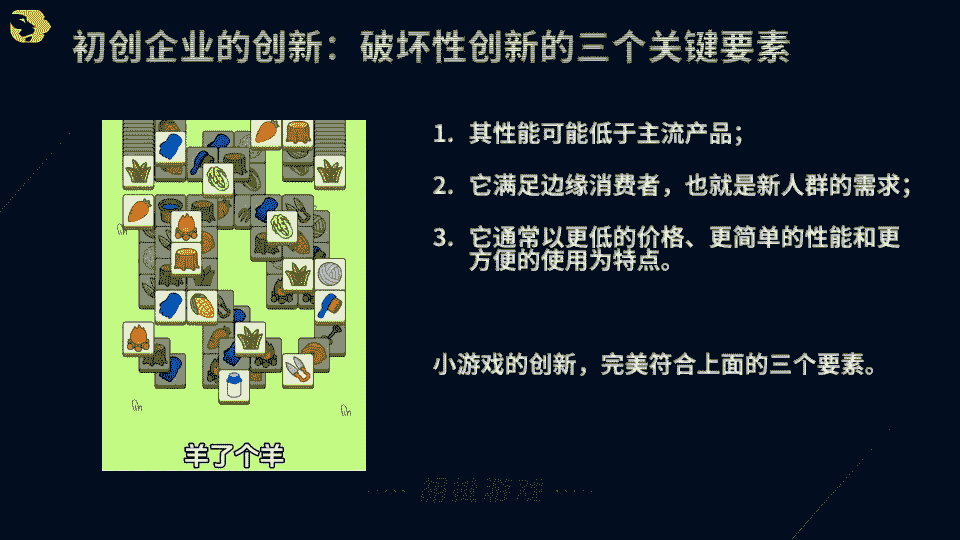 初创企业的创新：破坏性创新的三个关键要素
1. 其性能可能低于主流产品；
2. 它满足边缘消费者，也就是新人群的需求；
3. 它通常以更低的价格、更简单的性能和更
方便的使用为特点。
小游戏的创新，完美符合上面的三个要素。
羊了个羊